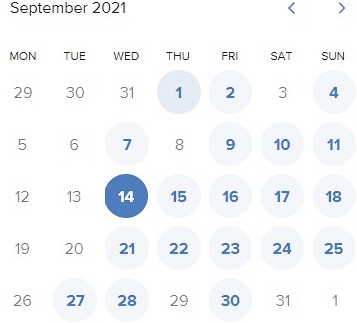 September 2021
MON TUE WED THU FRI SAT SUN
29 30 31 1 2 3 4
5 6 7 8 9 10 11
12 13 14 15 16 17 18
19 20 21 22 23 24 25
26 27 28 29 30 31 1